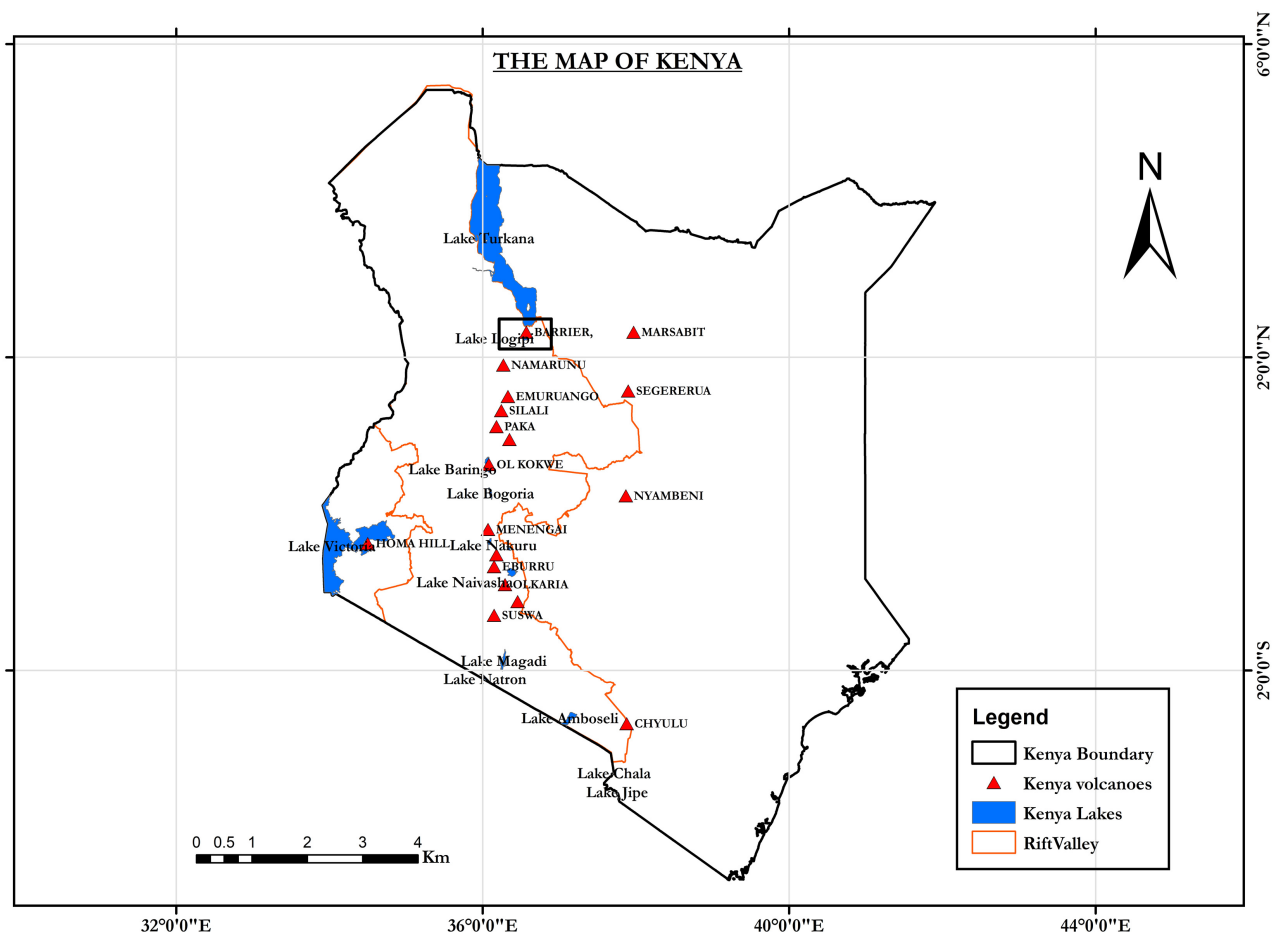 THE MAP OF KENYA
6°0'0"N
N
Lake Turkana
BARRIER,
MARSABIT
Lake Logipi
2°0'0"N
NAMARUNU
SEGERERUA
EMURUANGO
SILALI
PAKA
OL KOKWE
Lake Baringo
Lake Bogoria
NYAMBENI
MENENGAI
Lake Victoria
HOMA HILL
Lake Nakuru
EBURRU
Lake Naivasha
OLKARIA
SUSWA
Lake Magadi
2°0'0"S
Lake Natron
Lake Amboseli
CHYULU
Legend
Kenya Boundary
Lake Chala
Kenya volcanoes
Lake Jipe
Kenya Lakes
RiftValley
0 0.5 1 2 3 4
Km
32°0'0"E 36°0'0"E 40°0'0"E 44°0'0"E